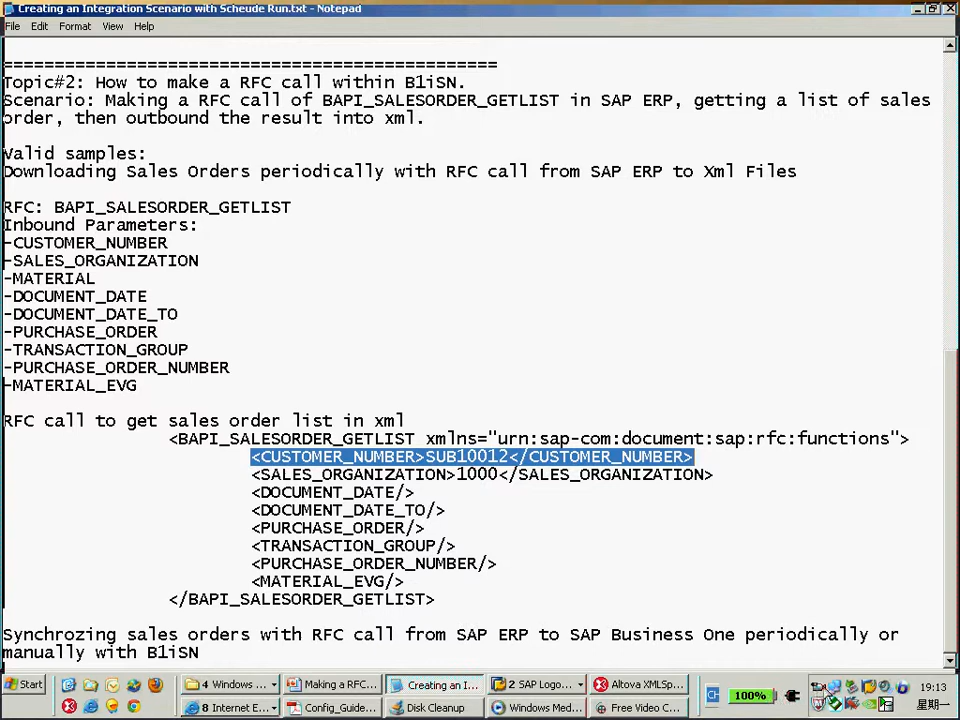 Creating an Integration Scenario with Scheude Run.txt - Notepad
File Edit Format View Help
================================================
Topic#2: How to make a RFC call within B1iSN.
Scenario: Making a RFC call of BAPI_SALESORDER_GETLIST in SAP ERP, getting a list of sales
order, then outbound the result into xml.
Valid samples:
Downloading Sales Orders periodically with RFC call from SAP ERP to Xml Files
RFC: BAPI_SALESORDER_GETLIST
Inbound Parameters:
-CUSTOMER_NUMBER
-SALES_ORGANIZATION
-MATERIAL
-DOCUMENT_DATE
-DOCUMENT_DATE_TO
-PURCHASE_ORDER
-TRANSACTION_GROUP
-PURCHASE_ORDER_NUMBER
-MATERIAL_EVG
RFC call to get sales order list in xml
<BAPI_SALESORDER_GETLIST xmlns="urn:sap-com:document:sap:rfc:functions">
<CUSTOMER_NUMBER>SUB10012</CUSTOMER_NUMBER>
<SALES_ORGANIZATION>1000</SALES_ORGANIZATION>
<DOCUMENT_DATE/>
<DOCUMENT_DATE_TO/>
<PURCHASE_ORDER/>
<TRANSACTION_GROUP/>
<PURCHASE_ORDER_NUMBER/>
<MATERIAL_EVG/>
</BAPI_SALESORDER_GETLIST>
Synchrozing sales orders with RFC call from SAP ERP to SAP Business One periodically or
manually with B1iSN
Start 4 Windows ... Making a RFC... Creating an I... 2 SAP Logo... Altova XMLSp... 100% 19:13
8 Internet E... Config_Guide... Disk Cleanup Windows Med... Free Video C... 星期一